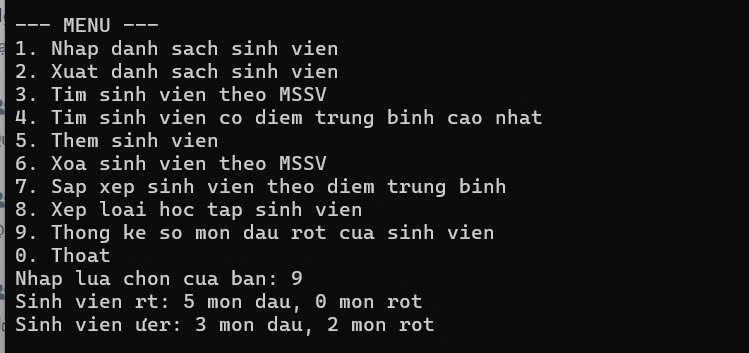 --- MENU ---
1. Nhap danh sach sinh vien
2. Xuat danh sach sinh vien
3. Tim sinh vien theo MSSV
4. Tim sinh vien co diem trung binh cao nhat
5. Them sinh vien
6. Xoa sinh vien theo MSSV
7. Sap xep sinh vien theo diem trung binh
8. Xep loai hoc tap sinh vien
9. Thong ke so mon dau rot cua sinh vien
0. Thoat
Nhap lua chon cua ban: 9
Sinh vien rt: 5 mon dau, 0 mon rot
Sinh vien ưer: 3 mon dau, 2 mon rot